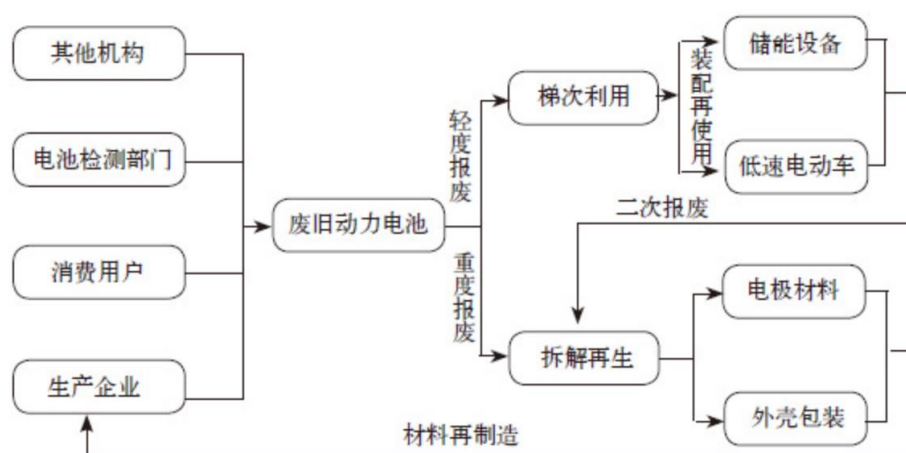 其他机构
电池检测部门
消费用户
生产企业
废旧动力电池
轻度报废
重度报废
梯次利用
装配再使用
储能设备
低速电动车
二次报废
拆解再生
电极材料
外壳包装
材料再制造